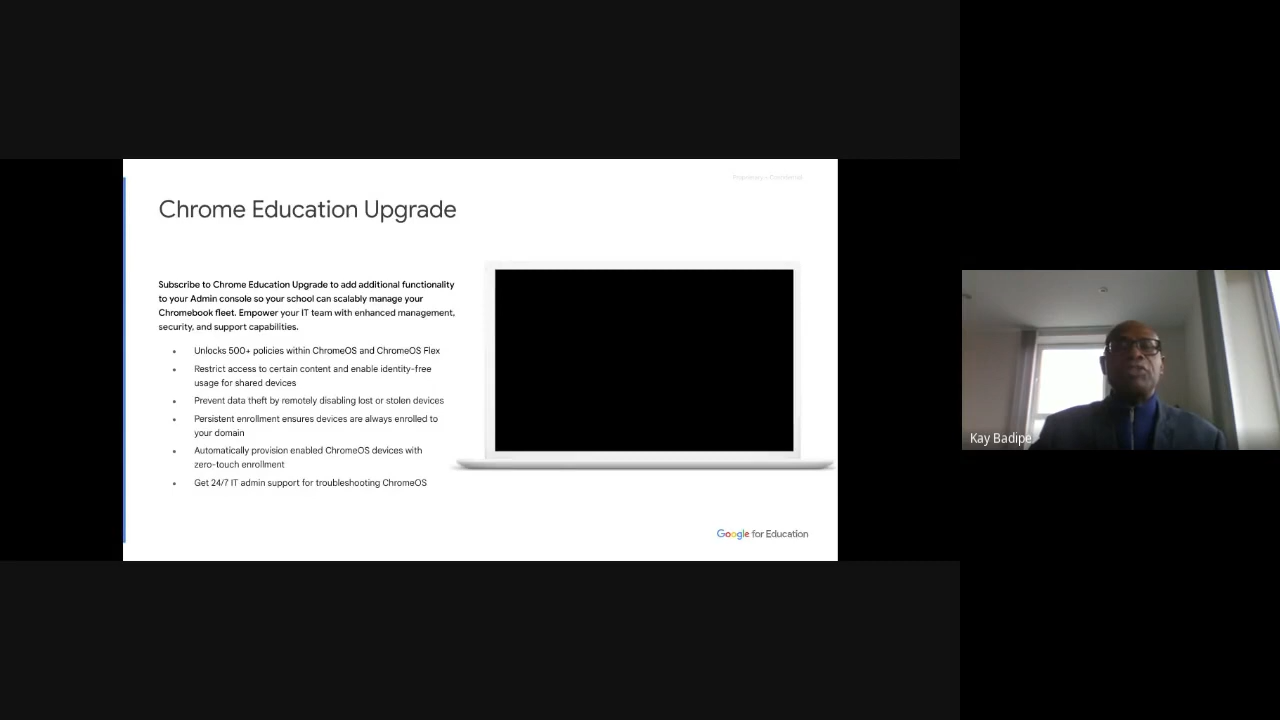 Proprietary + Confidential
Chrome Education Upgrade
Subscribe to Chrome Education Upgrade to add additional functionality
to your Admin console so your school can scalably manage your
Chromebook fleet. Empower your IT team with enhanced management,
security, and support capabilities.
• Unlocks 500+ policies within ChromeOS and ChromeOS Flex
• Restrict access to certain content and enable identity-free
usage for shared devices
• Prevent data theft by remotely disabling lost or stolen devices
• Persistent enrollment ensures devices are always enrolled to
your domain
• Automatically provision enabled ChromeOS devices with
zero-touch enrollment
• Get 24/7 IT admin support for troubleshooting ChromeOS
Google for Education
Kay Badipe